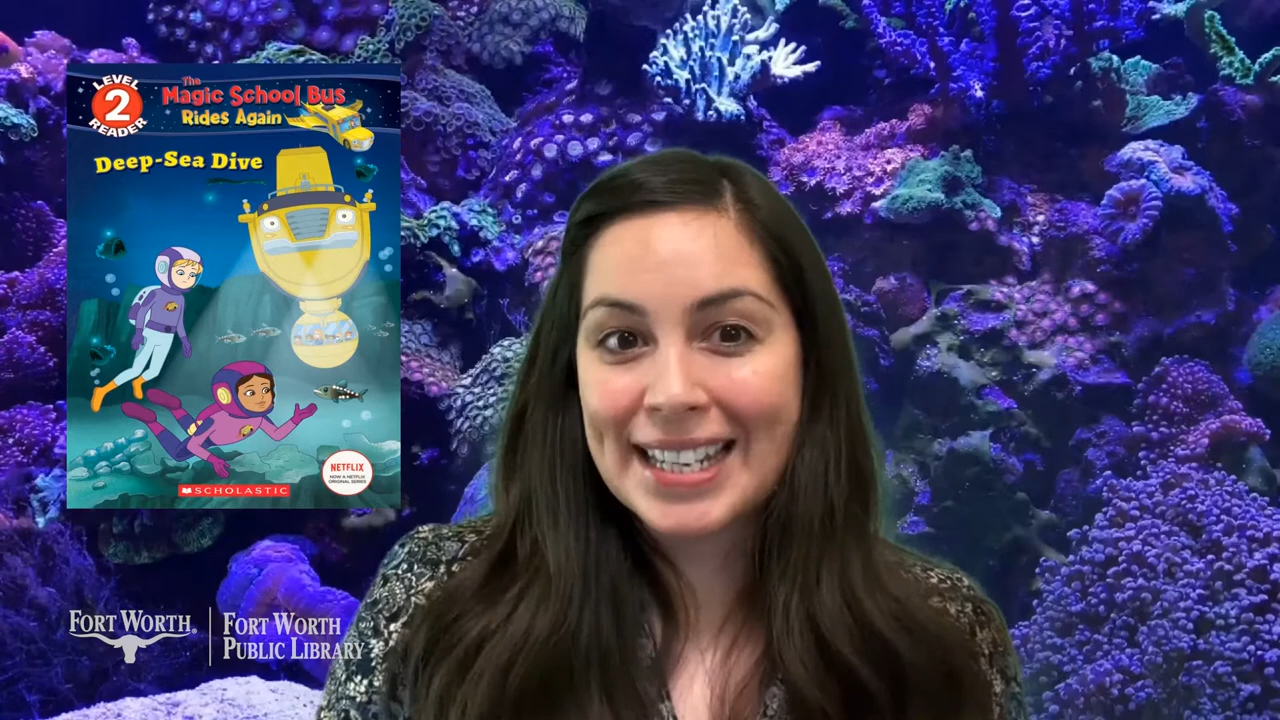 LEVEL
2
READER
The
Magic School Bus
Rides Again
Deep-Sea Dive
NETFLIX
NOW A NETFLIX
ORIGINAL SERIES
SCHOLASTIC
FORT WORTH®
FORT WORTH
PUBLIC LIBRARY